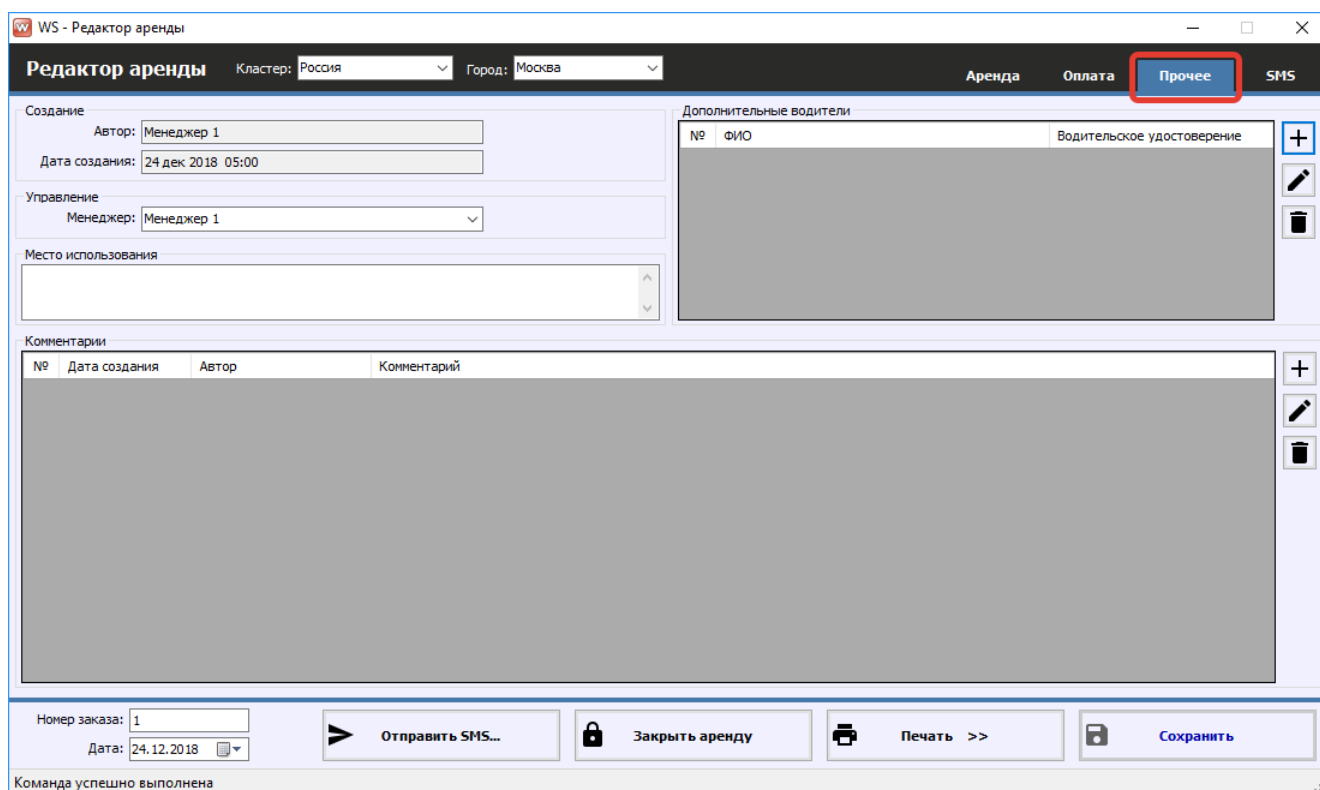 WS - Редактор аренды
Редактор аренды Кластер: Россия Город: Москва Аренда Оплата Прочее SMS
Создание
Автор: Менеджер 1
Дата создания: 24 дек 2018 05:00
Управление
Менеджер: Менеджер 1
Место использования
Дополнительные водители
№ ФИО Водительское удостоверение
Комментарии
№ Дата создания Автор Комментарий
Номер заказа: 1
Дата: 24.12.2018
Отправить SMS... Закрыть аренду Печать >> Сохранить
Команда успешно выполнена